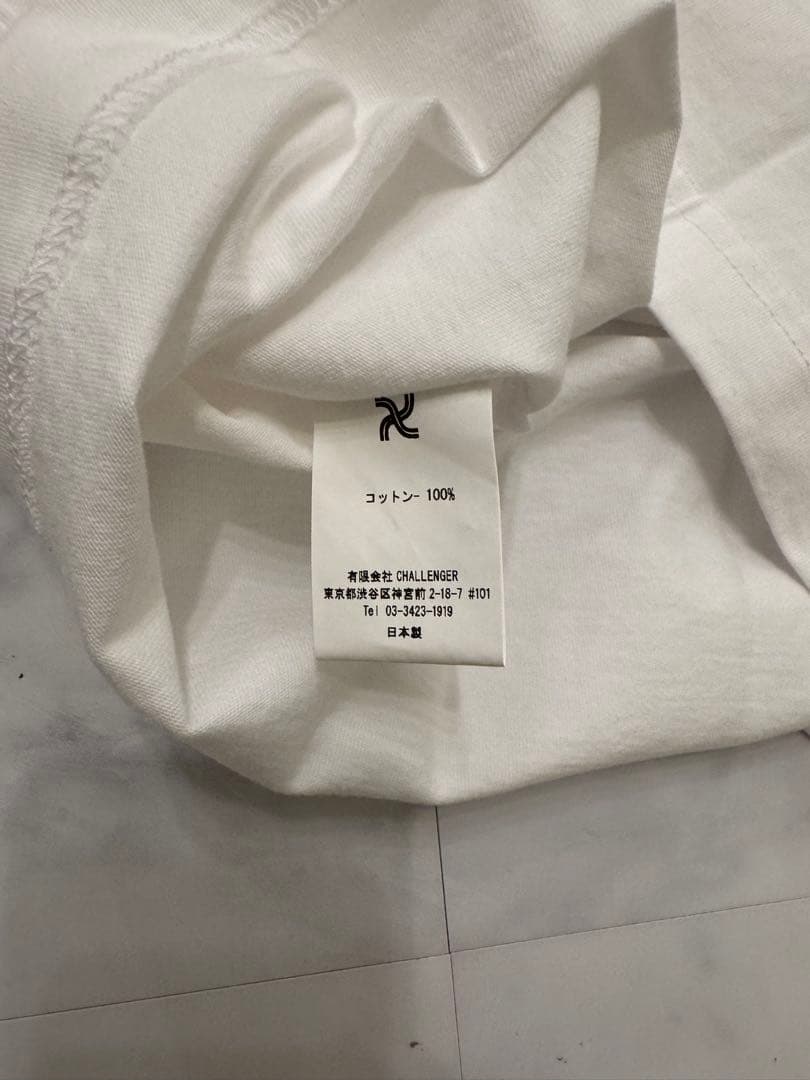 コットン- 100%
有限会社 CHALLENGER
東京都渋谷区神宮前 2-18-7 #101
Tel 03-3423-1919
日本製